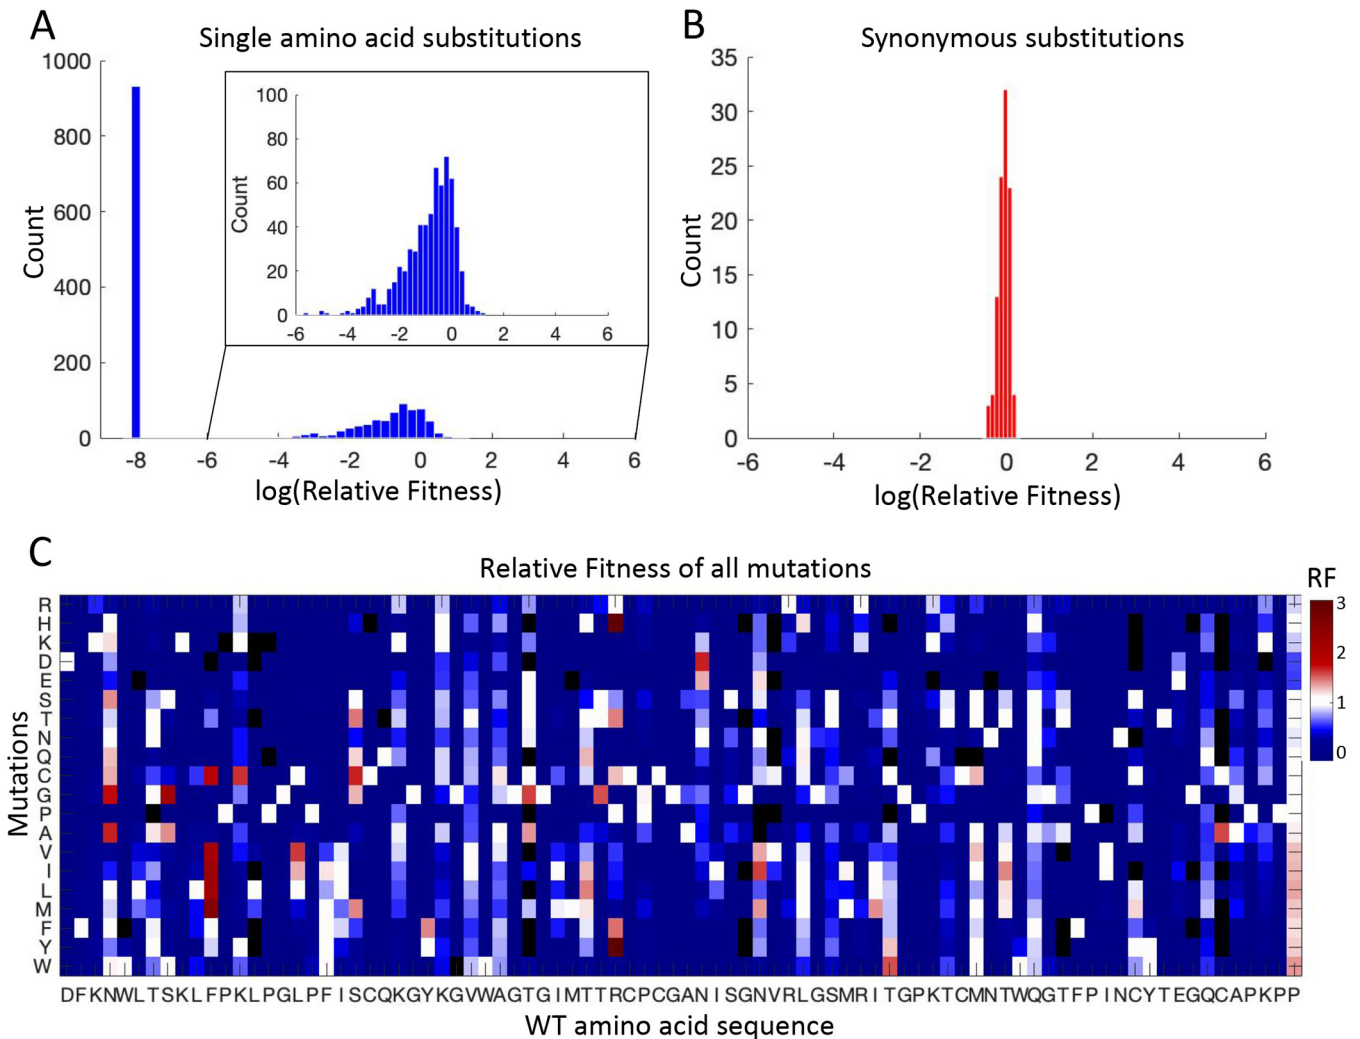 A
Single amino acid substitutions
1000
800
600
400
200
0
Count
100
80
60
40
20
0
Count
-6 -4 -2 0 2 4 6
-8 -6 -4 -2 0 2 4 6
log(Relative Fitness)
B
Synonymous substitutions
35
30
25
20
15
10
5
0
Count
-6 -4 -2 0 2 4 6
log(Relative Fitness)
C
Relative Fitness of all mutations
RF
3
2
1
0
Mutations
R
H
K
D
E
S
T
N
Q
C
G
P
A
V
I
L
M
F
Y
W
DFKNWLTSKLFPKLPGLPFISCQKGYKGVWAGTGIMTTRCPCGANISGNVRLGSMRITGPKTCMNTWQGTFPINCYTEGQCAPKPP
WT amino acid sequence